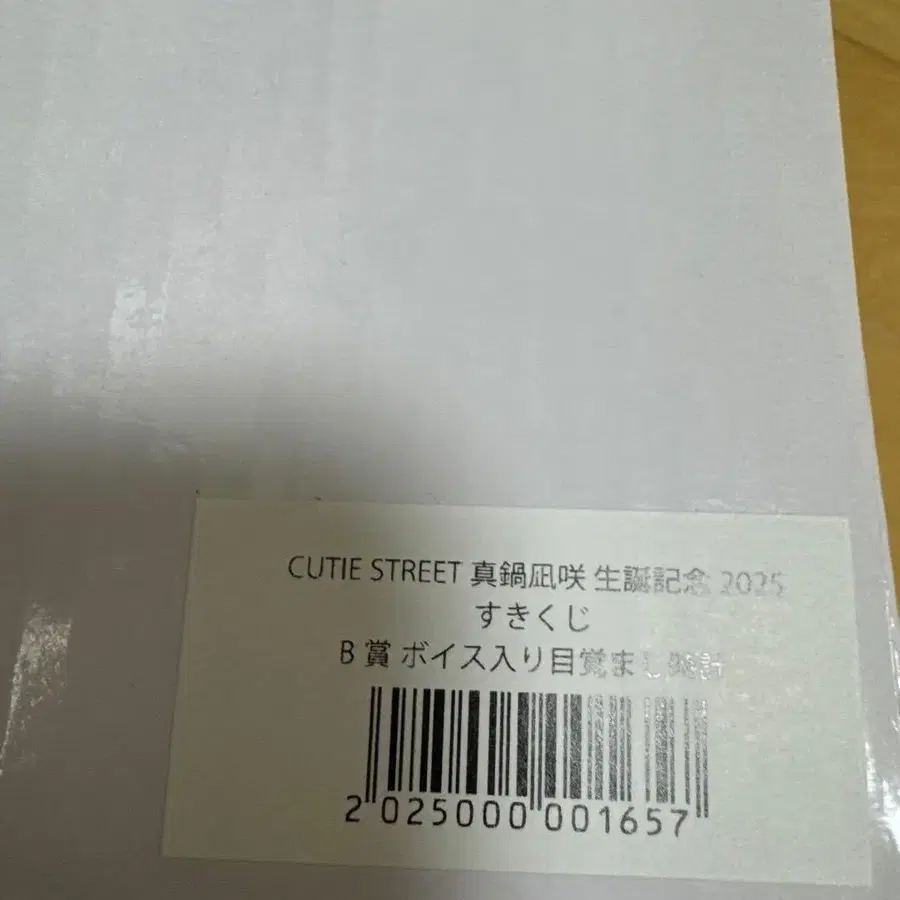 CUTIE STREET 真鍋凪咲 生誕記念 2025
すきくじ
B 賞 ボイス入り目覚まし時計
2 025000 001657